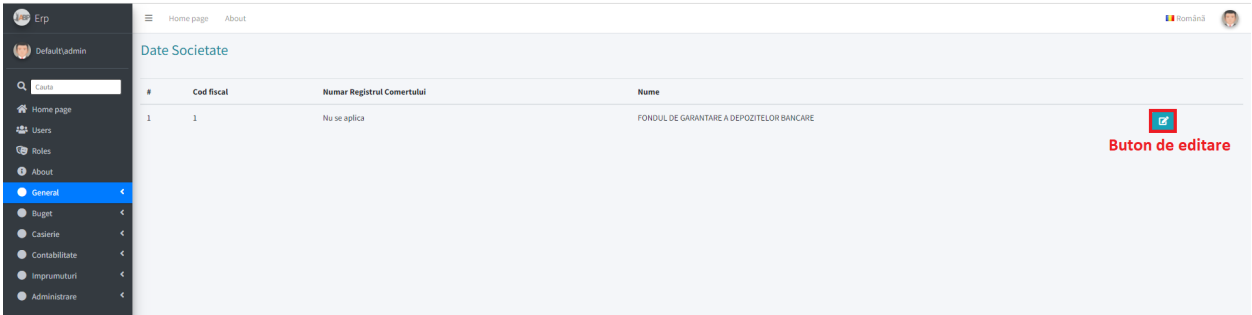 Erp
Home page About
Română
Default\admin
Date Societate
Cauta
# Cod fiscal Numar Registrul Comertului Nume
1 1 Nu se aplica FONDUL DE GARANTARE A DEPOZITELOR BANCARE
Buton de editare
Home page
Users
Roles
About
General
Buget
Casierie
Contabilitate
Imprumuturi
Administrare